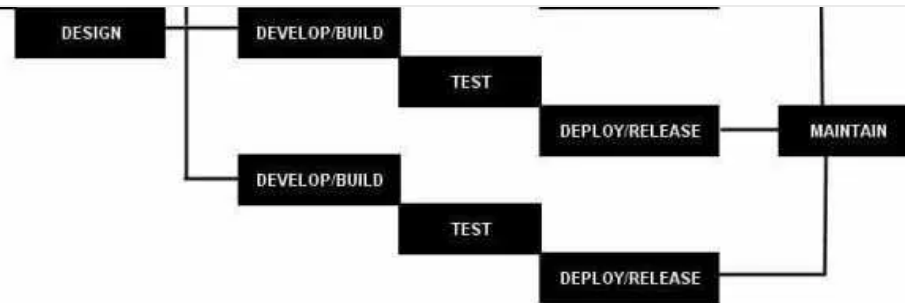 DESIGN
DEVELOP/BUILD
TEST
DEPLOY/RELEASE
MAINTAIN
DEVELOP/BUILD
TEST
DEPLOY/RELEASE